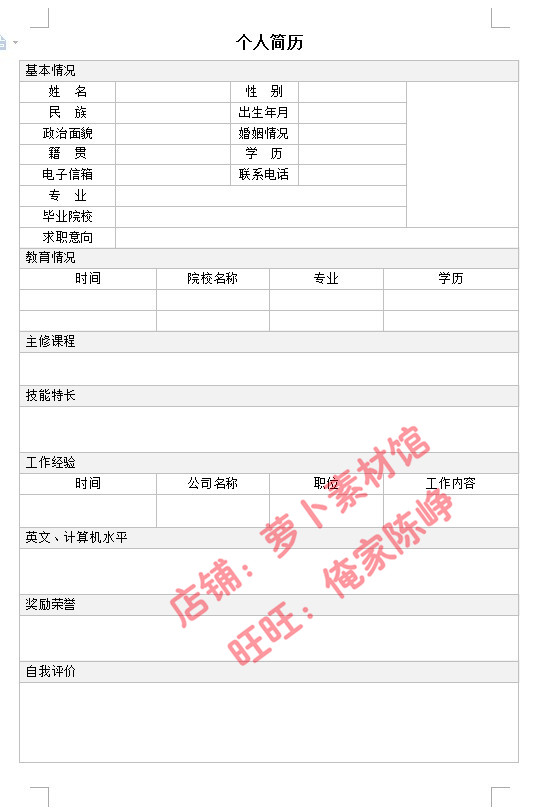 个人简历
基本情况
姓 名 性 别
民 族 出生年月
政治面貌 婚姻情况
籍 贯 学 历
电子信箱 联系电话
专 业
毕业院校
求职意向
教育情况
时间 院校名称 专业 学历
主修课程
技能特长
工作经验
时间 公司名称 职位 工作内容
英文、计算机水平
奖励荣誉
自我评价
店铺：萝卜素材馆
旺旺：俺家陈峥